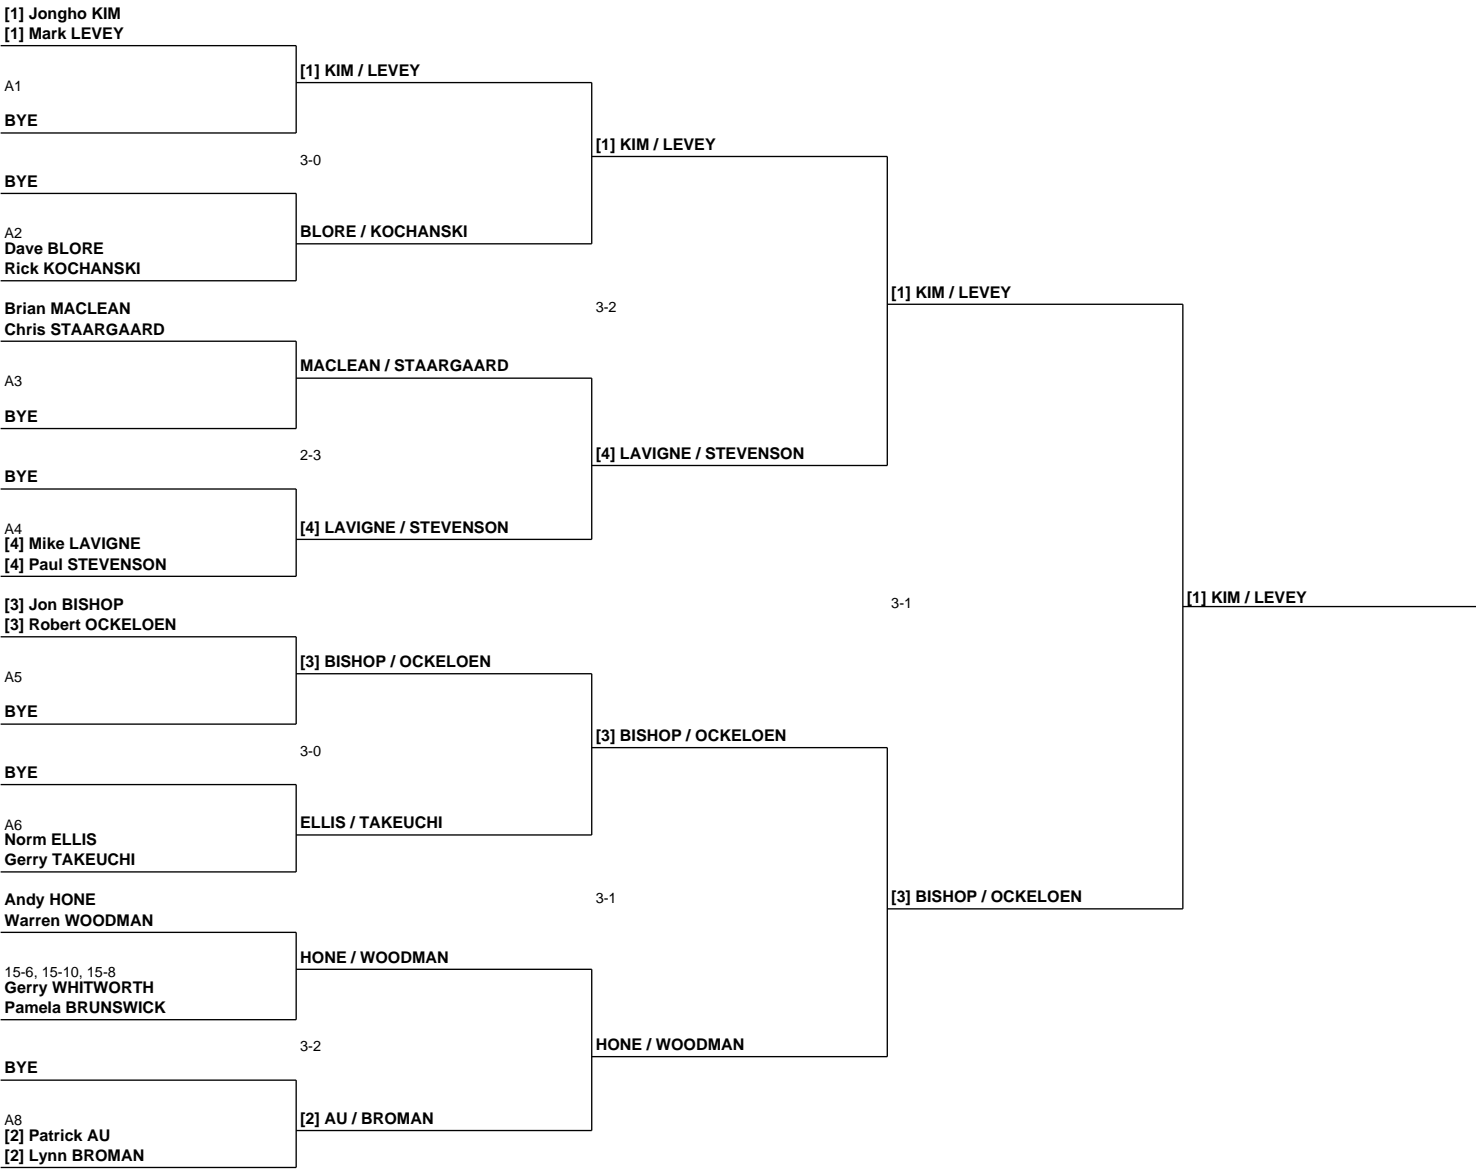 [1] Jongho KIM
[1] Mark LEVEY
[1] KIM / LEVEY
A1
BYE
[1] KIM / LEVEY
3-0
BYE
A2
BLORE / KOCHANSKI
Dave BLORE
Rick KOCHANSKI
[1] KIM / LEVEY
Brian MACLEAN
3-2
Chris STAARGAARD
MACLEAN / STAARGAARD
A3
BYE
2-3
[4] LAVIGNE / STEVENSON
BYE
A4
[4] LAVIGNE / STEVENSON
[4] Mike LAVIGNE
[4] Paul STEVENSON
[1] KIM / LEVEY
[3] Jon BISHOP
3-1
[3] Robert OCKELOEN
[3] BISHOP / OCKELOEN
A5
BYE
[3] BISHOP / OCKELOEN
3-0
BYE
A6
ELLIS / TAKEUCHI
Norm ELLIS
Gerry TAKEUCHI
Andy HONE
3-1
[3] BISHOP / OCKELOEN
Warren WOODMAN
HONE / WOODMAN
15-6, 15-10, 15-8
Gerry WHITWORTH
Pamela BRUNSWICK
3-2
HONE / WOODMAN
BYE
A8
[2] AU / BROMAN
[2] Patrick AU
[2] Lynn BROMAN